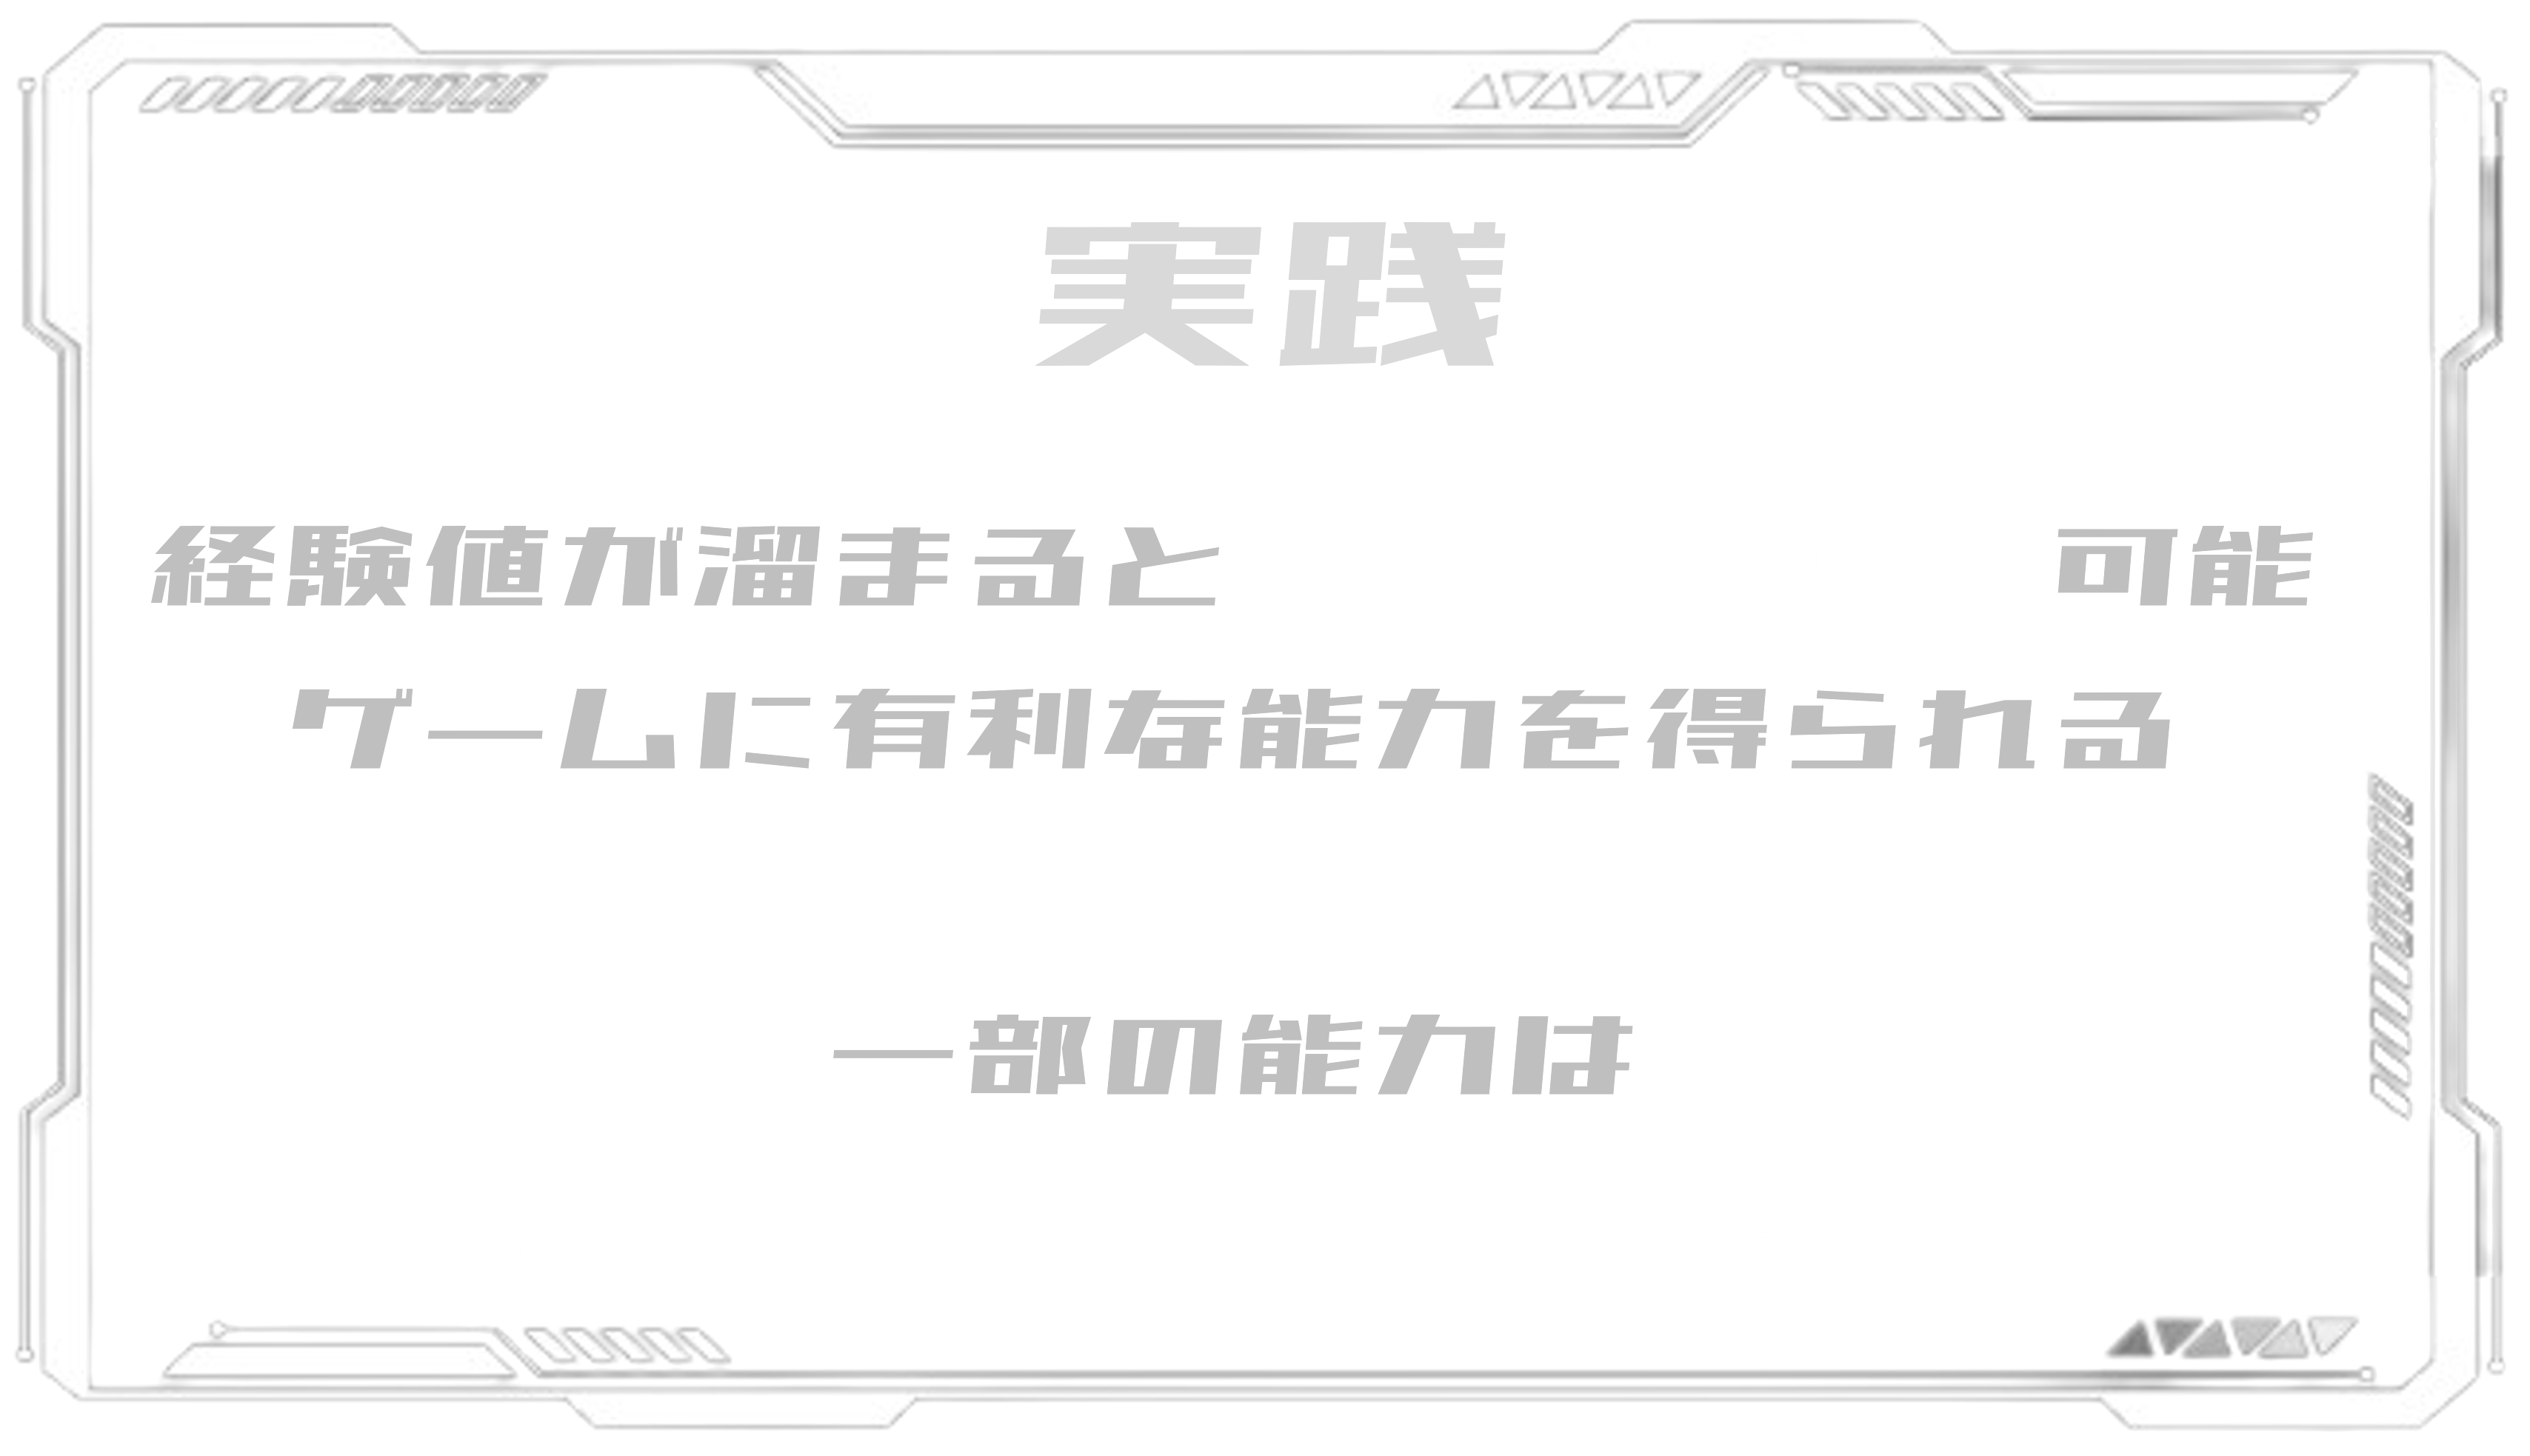 実践
経験値が溜まると 可能
ゲームに有利な能力を得られる
一部の能力は